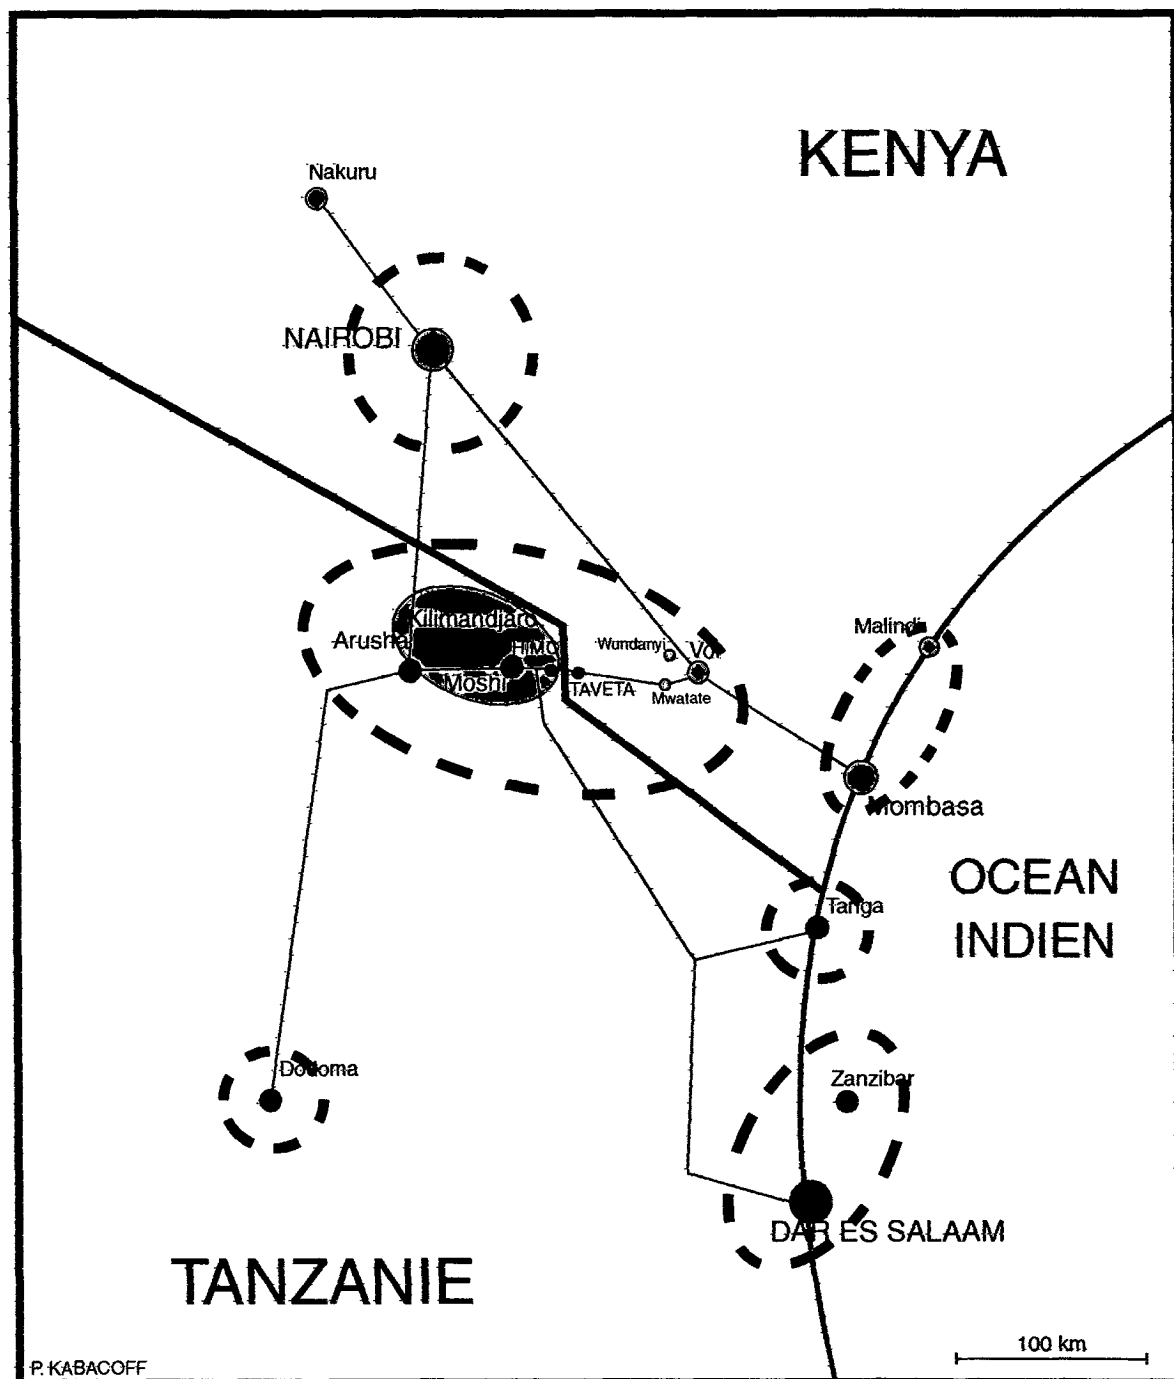 KENYA
Nakuru
NAIROBI
Malindi
Kilimandjaro
Arusha
HIMO
Wundanyi
Voi
Moshi
TAVETA
Mwatate
Mombasa
OCEAN
INDIEN
Tanga
Dodoma
Zanzibar
DAR ES SALAAM
TANZANIE
100 km
P. KABACOFF